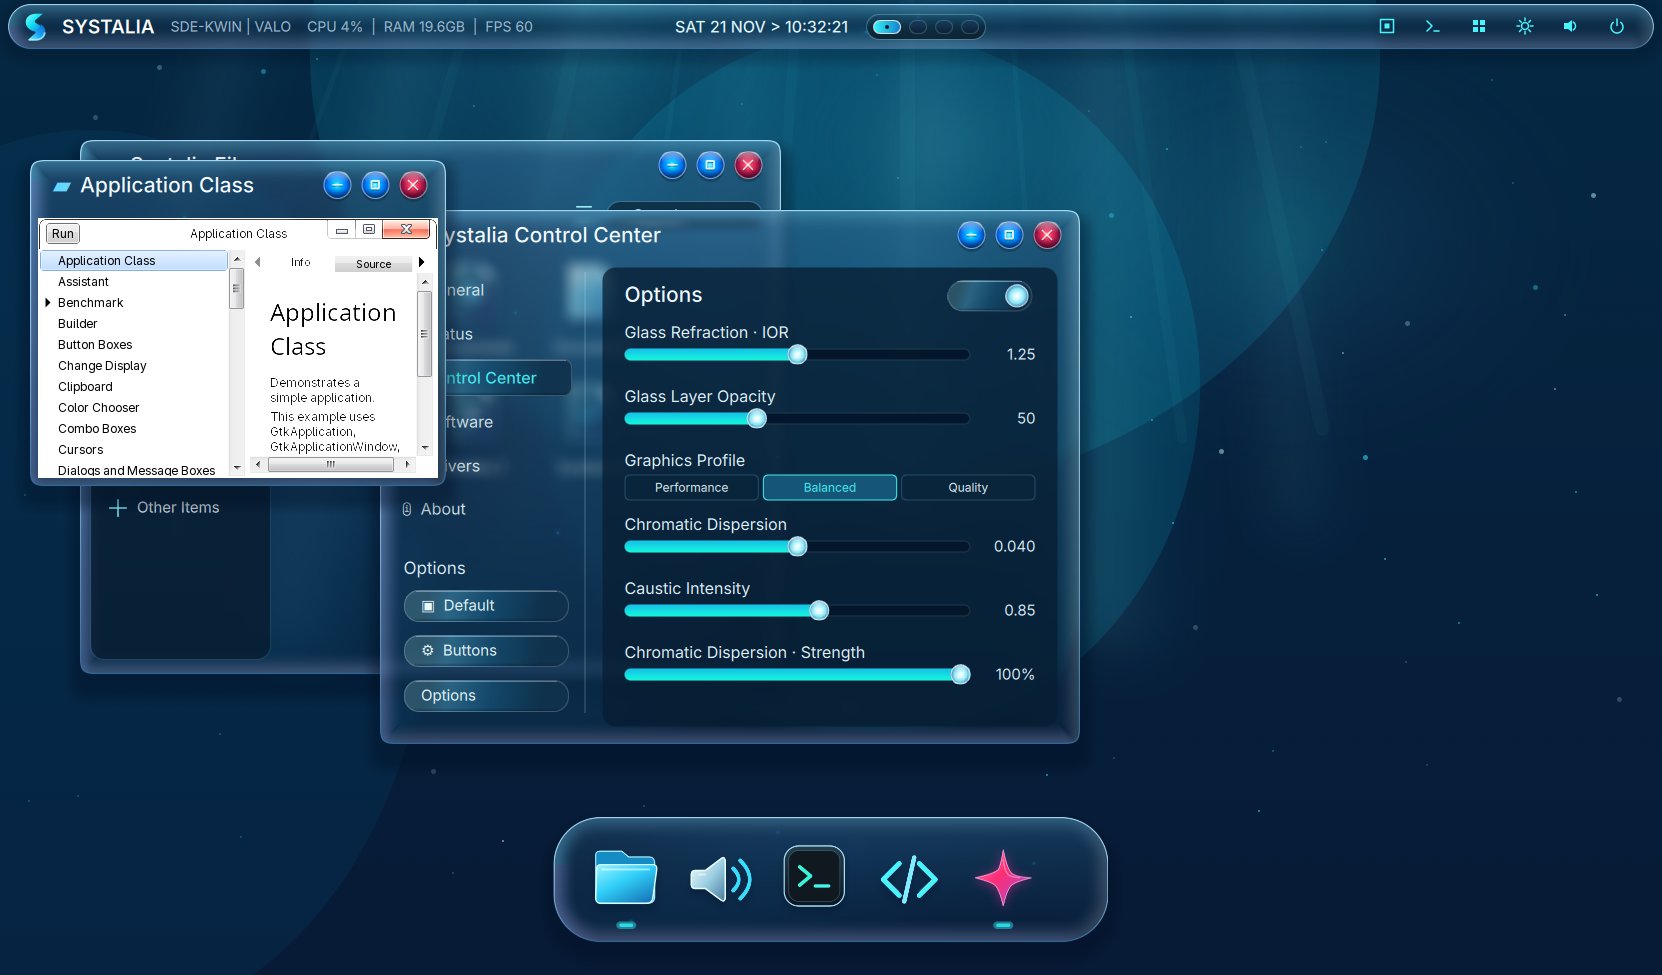 SYSTALIA SDE-KWIN | VALO CPU 4% | RAM 19.6GB | FPS 60
SAT 21 NOV > 10:32:21
Application Class
Run
Application Class
Application Class
Assistant
Benchmark
Builder
Button Boxes
Change Display
Clipboard
Color Chooser
Combo Boxes
Cursors
Dialogs and Message Boxes
Info
Source
Application
Class
Demonstrates a
simple application.
This example uses
GtkApplication,
GtkApplicationWindow,
Other Items
ystalia Control Center
neral
atus
ntrol Center
ftware
ivers
About
Options
Default
Buttons
Options
Options
Glass Refraction · IOR
1.25
Glass Layer Opacity
50
Graphics Profile
Performance
Balanced
Quality
Chromatic Dispersion
0.040
Caustic Intensity
0.85
Chromatic Dispersion · Strength
100%